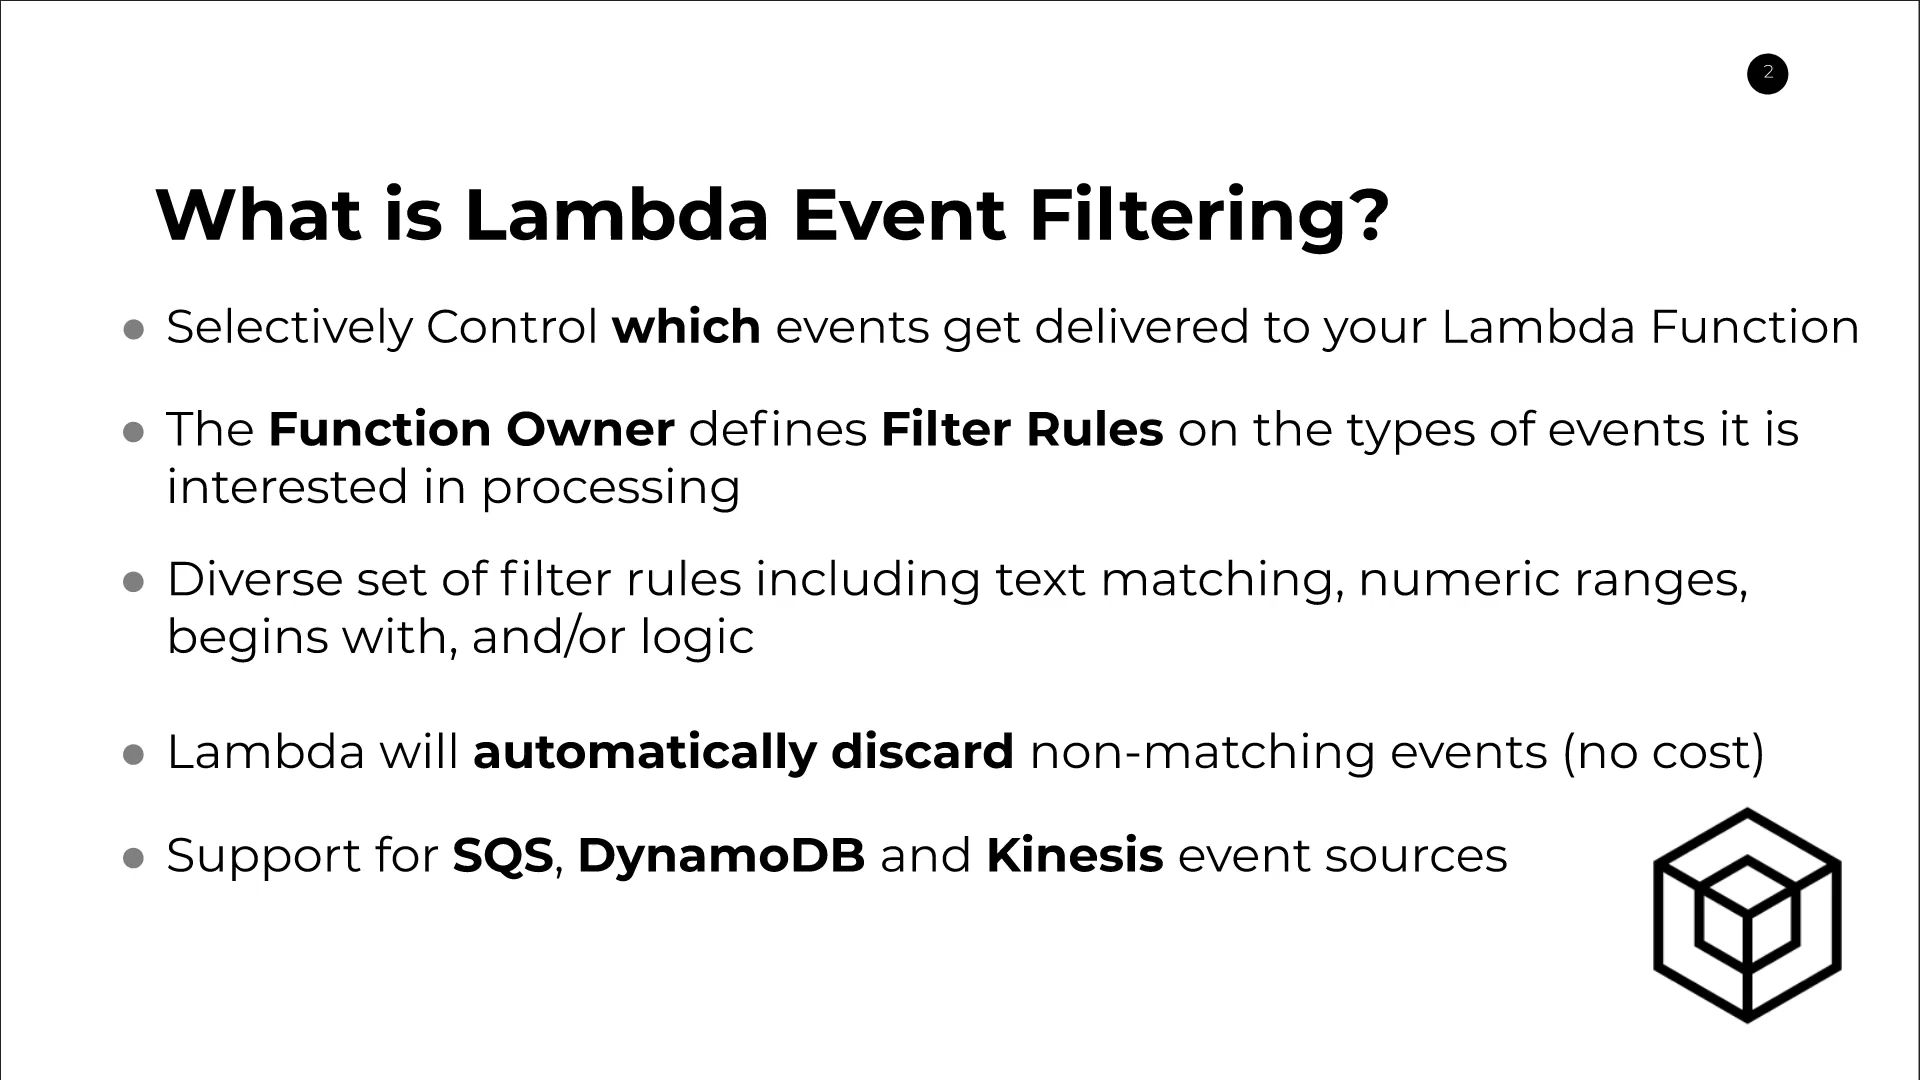 2
What is Lambda Event Filtering?
Selectively Control which events get delivered to your Lambda Function
The Function Owner defines Filter Rules on the types of events it is
interested in processing
Diverse set of filter rules including text matching, numeric ranges,
begins with, and/or logic
Lambda will automatically discard non-matching events (no cost)
Support for SQS, DynamoDB and Kinesis event sources